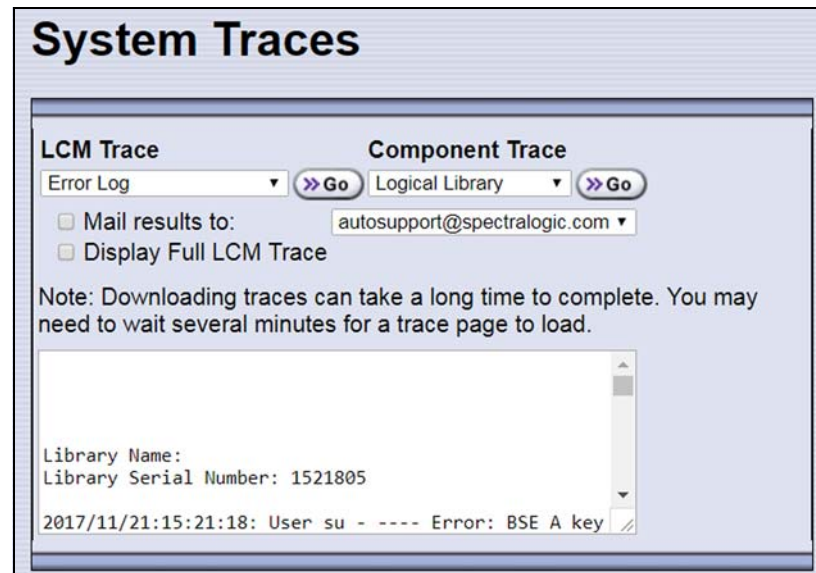 System Traces
LCM Trace Component Trace
Error Log Go Logical Library Go
Mail results to: autosupport@spectralogic.com
Display Full LCM Trace
Note: Downloading traces can take a long time to complete. You may
need to wait several minutes for a trace page to load.
Library Name:
Library Serial Number: 1521805
2017/11/21:15:21:18: User su - ---- Error: BSE A key